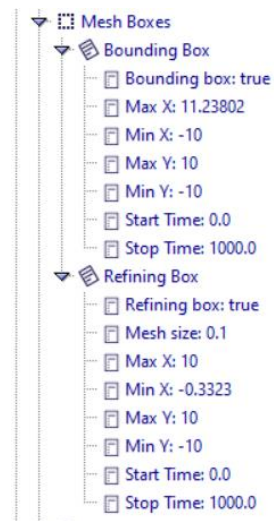 Mesh Boxes
Bounding Box
Bounding box: true
Max X: 11.23802
Min X: -10
Max Y: 10
Min Y: -10
Start Time: 0.0
Stop Time: 1000.0
Refining Box
Refining box: true
Mesh size: 0.1
Max X: 10
Min X: -0.3323
Max Y: 10
Min Y: -10
Start Time: 0.0
Stop Time: 1000.0